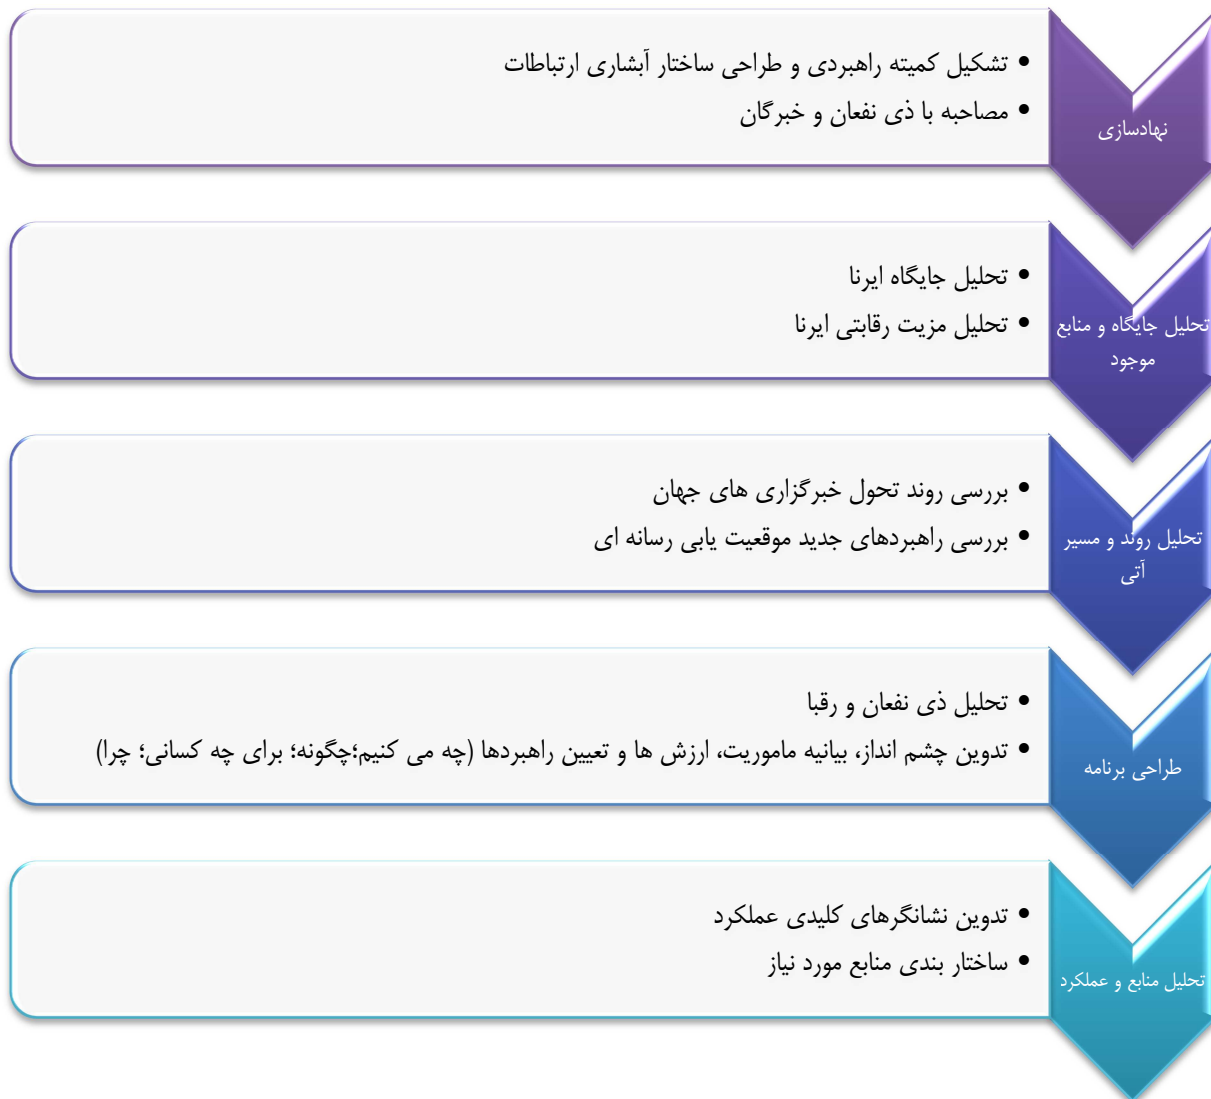 نهادسازی
• تشکیل کمیته راهبردی و طراحی ساختار آبشاری ارتباطات
• مصاحبه با ذی نفعان و خبرگان
تحلیل جایگاه و منابع
موجود
• تحلیل جایگاه ایرنا
• تحلیل مزیت رقابتی ایرنا
تحلیل روند و مسیر
آتی
• بررسی روند تحول خبرگزاری های جهان
• بررسی راهبردهای جدید موقعیت یابی رسانه ای
طراحی برنامه
• تحلیل ذی نفعان و رقبا
• تدوین چشم انداز، بیانیه ماموریت، ارزش ها و تعیین راهبردها (چه می کنیم؛چگونه؛ برای چه کسانی؛ چرا)
تحلیل منابع و عملکرد
• تدوین نشانگرهای کلیدی عملکرد
• ساختار بندی منابع مورد نیاز